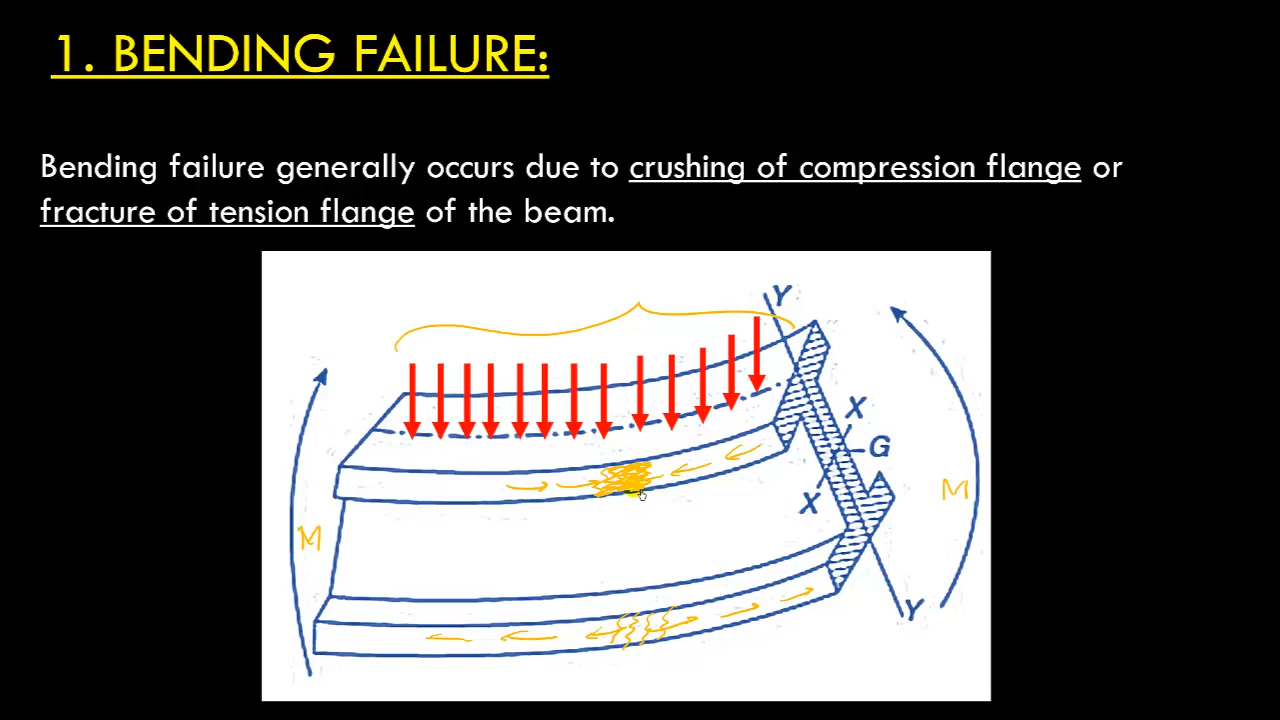 1. BENDING FAILURE:
Bending failure generally occurs due to crushing of compression flange or
fracture of tension flange of the beam.
Y
X
G
X
M
M
Y